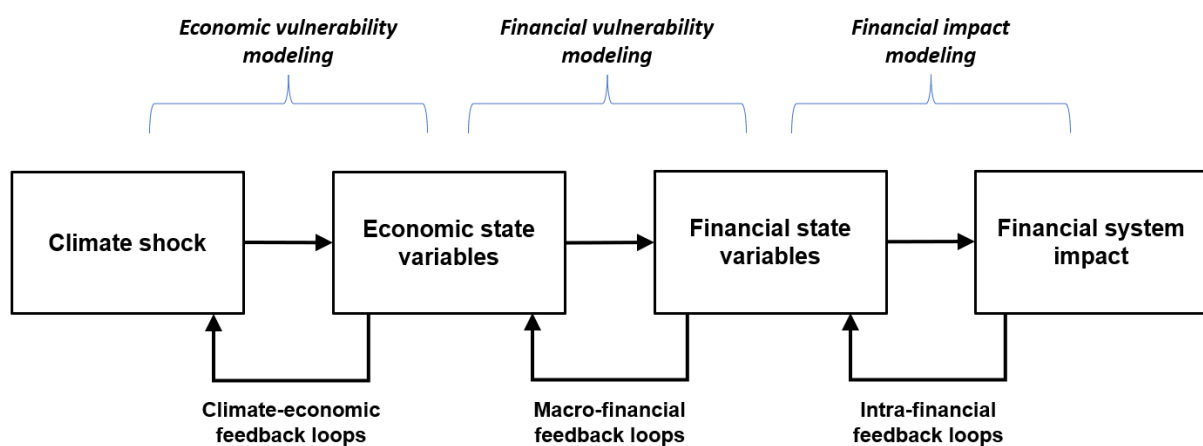 Economic vulnerability
modeling
Financial vulnerability
modeling
Financial impact
modeling
Climate shock
Economic state
variables
Financial state
variables
Financial system
impact
Climate-economic
feedback loops
Macro-financial
feedback loops
Intra-financial
feedback loops